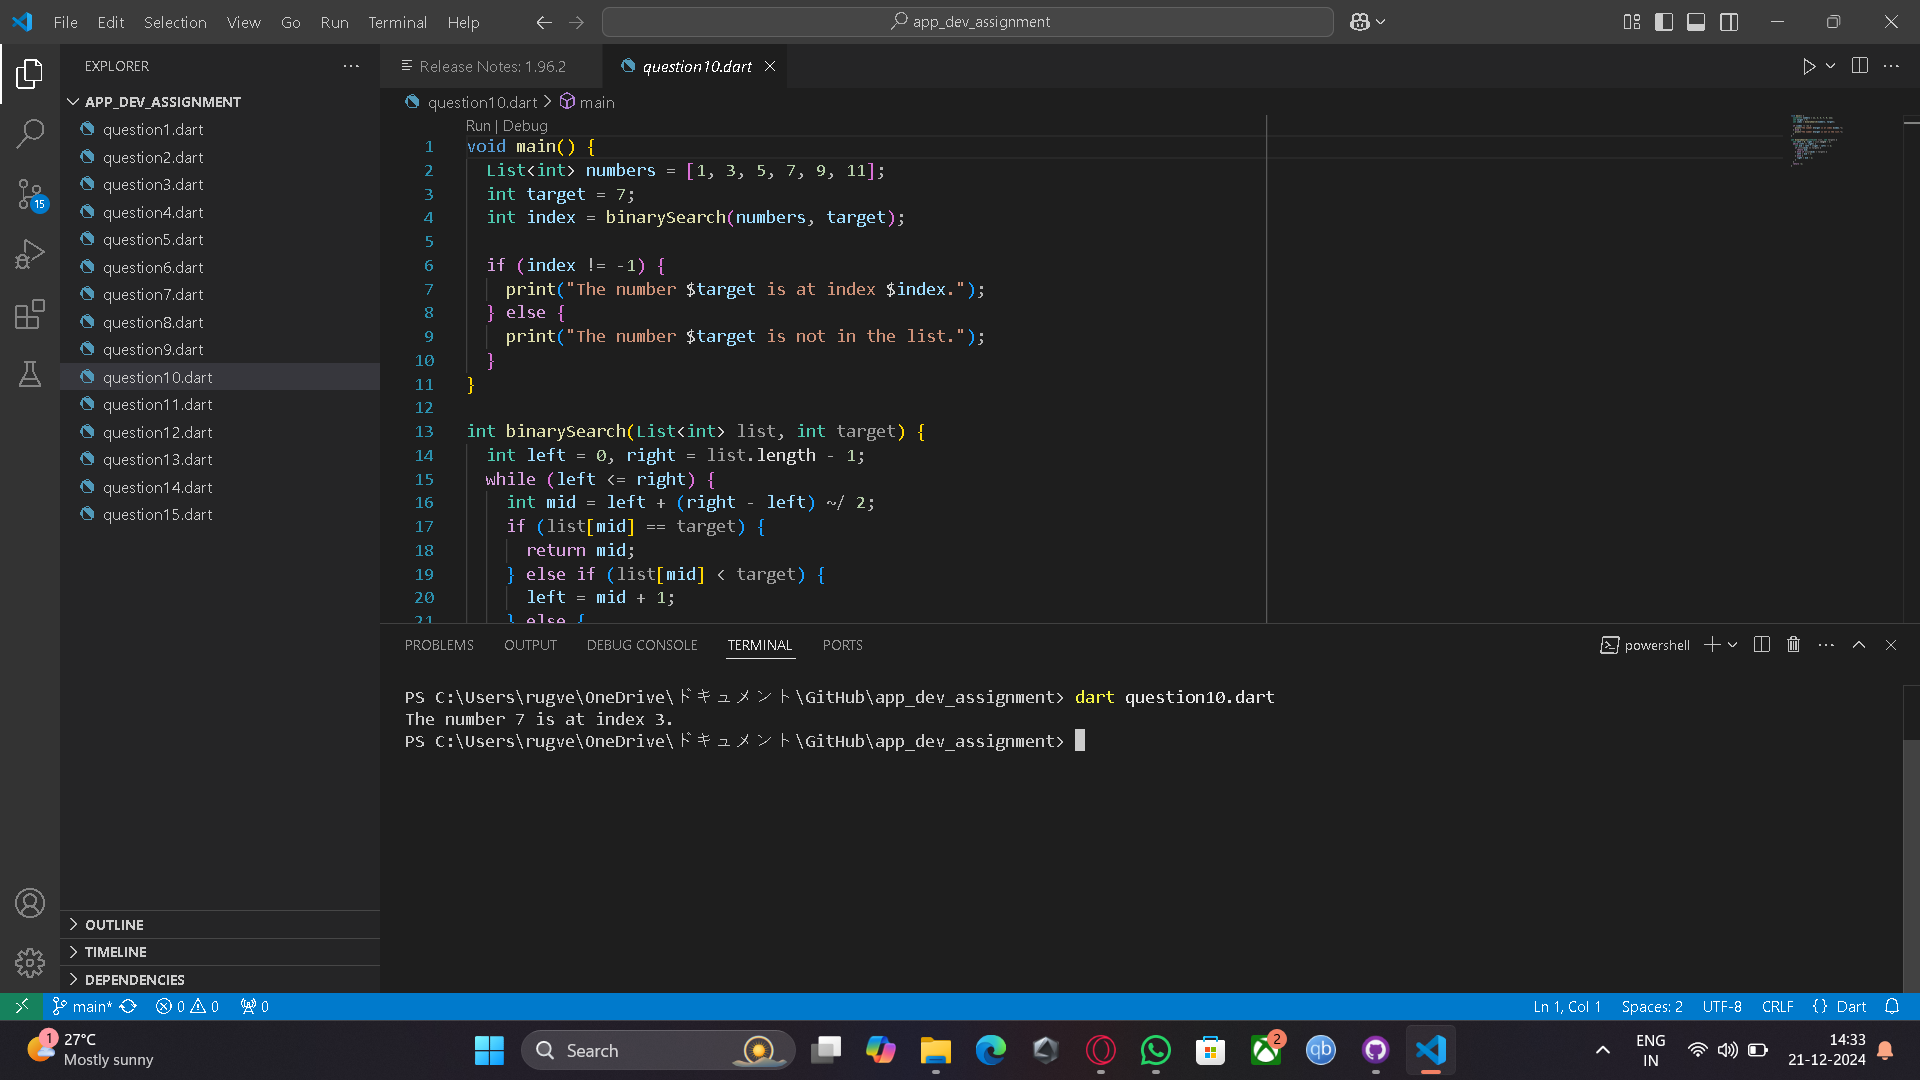 File Edit Selection View Go Run Terminal Help
app_dev_assignment
EXPLORER
APP_DEV_ASSIGNMENT
question1.dart
question2.dart
question3.dart
question4.dart
question5.dart
question6.dart
question7.dart
question8.dart
question9.dart
question10.dart
question11.dart
question12.dart
question13.dart
question14.dart
question15.dart
15
OUTLINE
TIMELINE
DEPENDENCIES
Release Notes: 1.96.2
question10.dart
question10.dart > main
Run | Debug
1 void main() {
2 List<int> numbers = [1, 3, 5, 7, 9, 11];
3 int target = 7;
4 int index = binarySearch(numbers, target);
5
6 if (index != -1) {
7 print("The number $target is at index $index.");
8 } else {
9 print("The number $target is not in the list.");
10 }
11 }
12
13 int binarySearch(List<int> list, int target) {
14 int left = 0, right = list.length - 1;
15 while (left <= right) {
16 int mid = left + (right - left) ~/ 2;
17 if (list[mid] == target) {
18 return mid;
19 } else if (list[mid] < target) {
20 left = mid + 1;
21 } else {
PROBLEMS OUTPUT DEBUG CONSOLE TERMINAL PORTS
powershell
PS C:\Users\rugve\OneDrive\ドキュメント\GitHub\app_dev_assignment> dart question10.dart
The number 7 is at index 3.
PS C:\Users\rugve\OneDrive\ドキュメント\GitHub\app_dev_assignment>
main* 0 0 0
Ln 1, Col 1 Spaces: 2 UTF-8 CRLF {} Dart
1
27°C
Mostly sunny
Search
2
qb
ENG
IN
14:33
21-12-2024